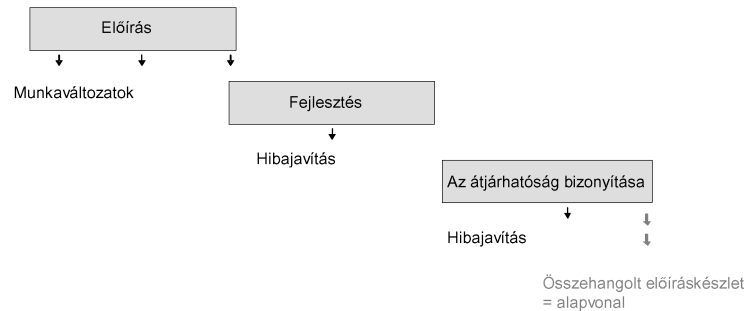 Előírás
Munkaváltozatok
Fejlesztés
Hibajavítás
Az átjárhatóság bizonyítása
Hibajavítás
Összehangolt előíráskészlet
= alapvonal